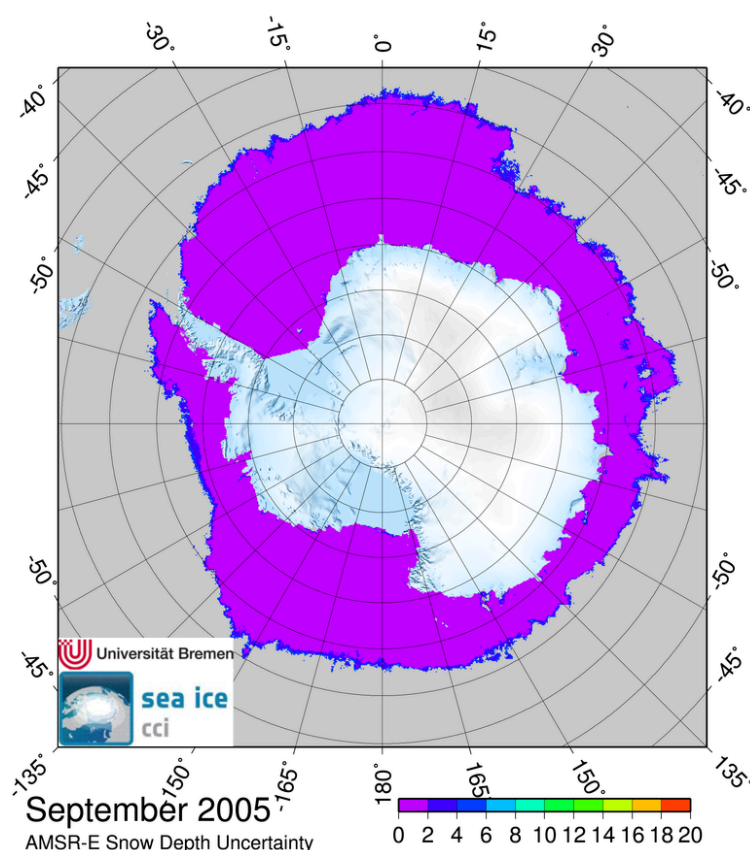 -30° -15° 0° 15° 30°
-40° -40°
-45° -45°
-50° -50°
-50° -50°
-45° -45°
Universität Bremen
sea ice
cci
-135° -150° -165° 180° 165° 150° 135°
September 2005
0 2 4 6 8 10 12 14 16 18 20
AMSR-E Snow Depth Uncertainty